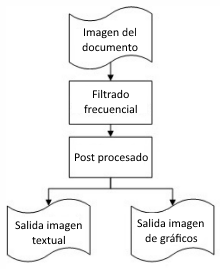 Imagen del
documento
Filtrado
frecuencial
Post procesado
Salida imagen
textual
Salida imagen
de gráficos